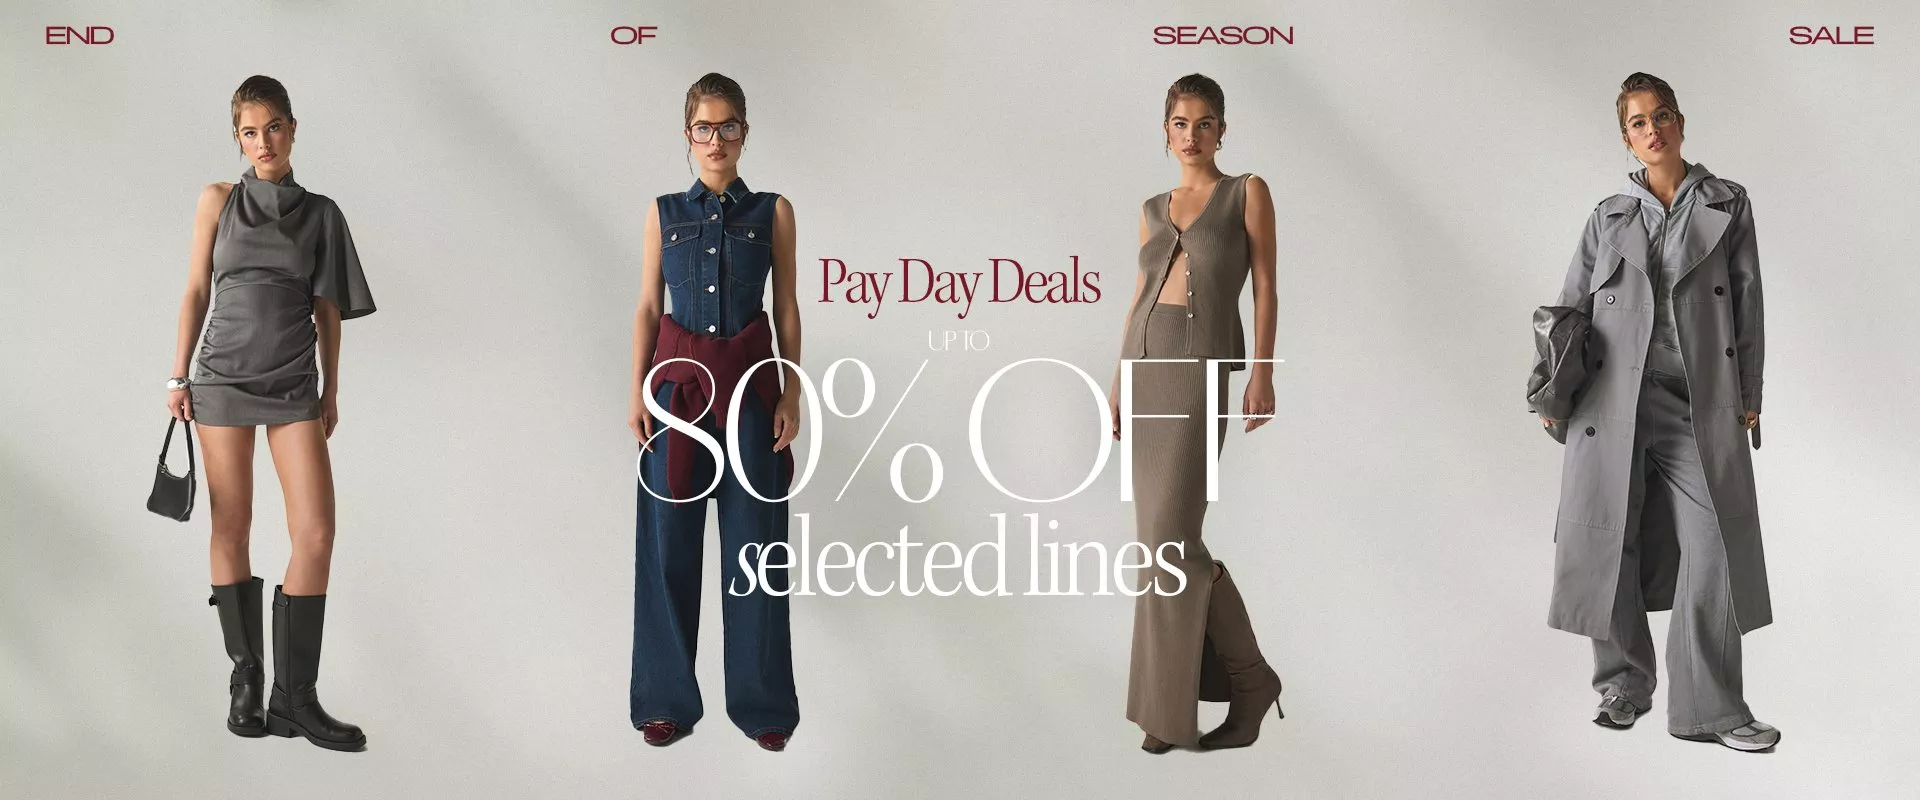 END OF SEASON SALE
Pay Day Deals
UP TO
80% OFF
selected lines